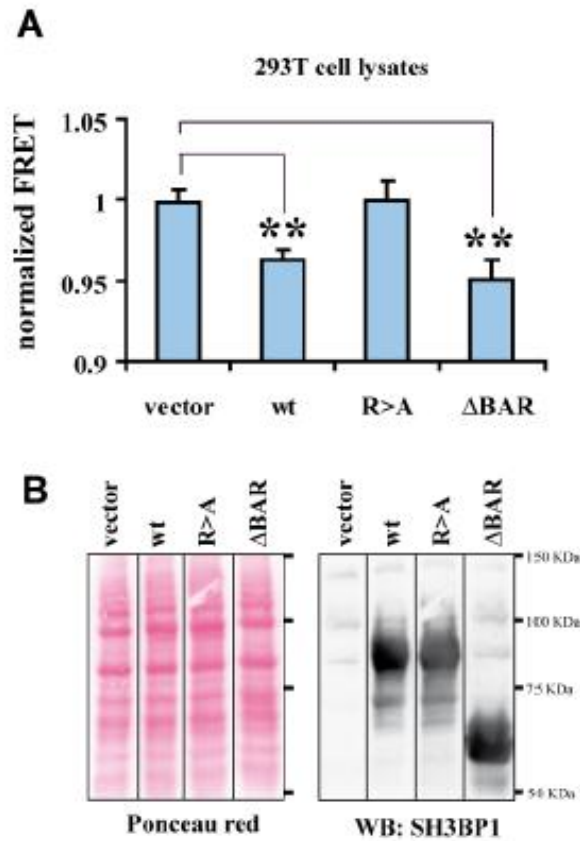 A
293T cell lysates
normalized FRET
1.05
1
0.95
0.9
** **
vector wt R>A ΔBAR
B
vector wt R>A ΔBAR vector wt R>A ΔBAR
150 KDa
100 KDa
75 KDa
50 KDa
Ponceau red WB: SH3BP1